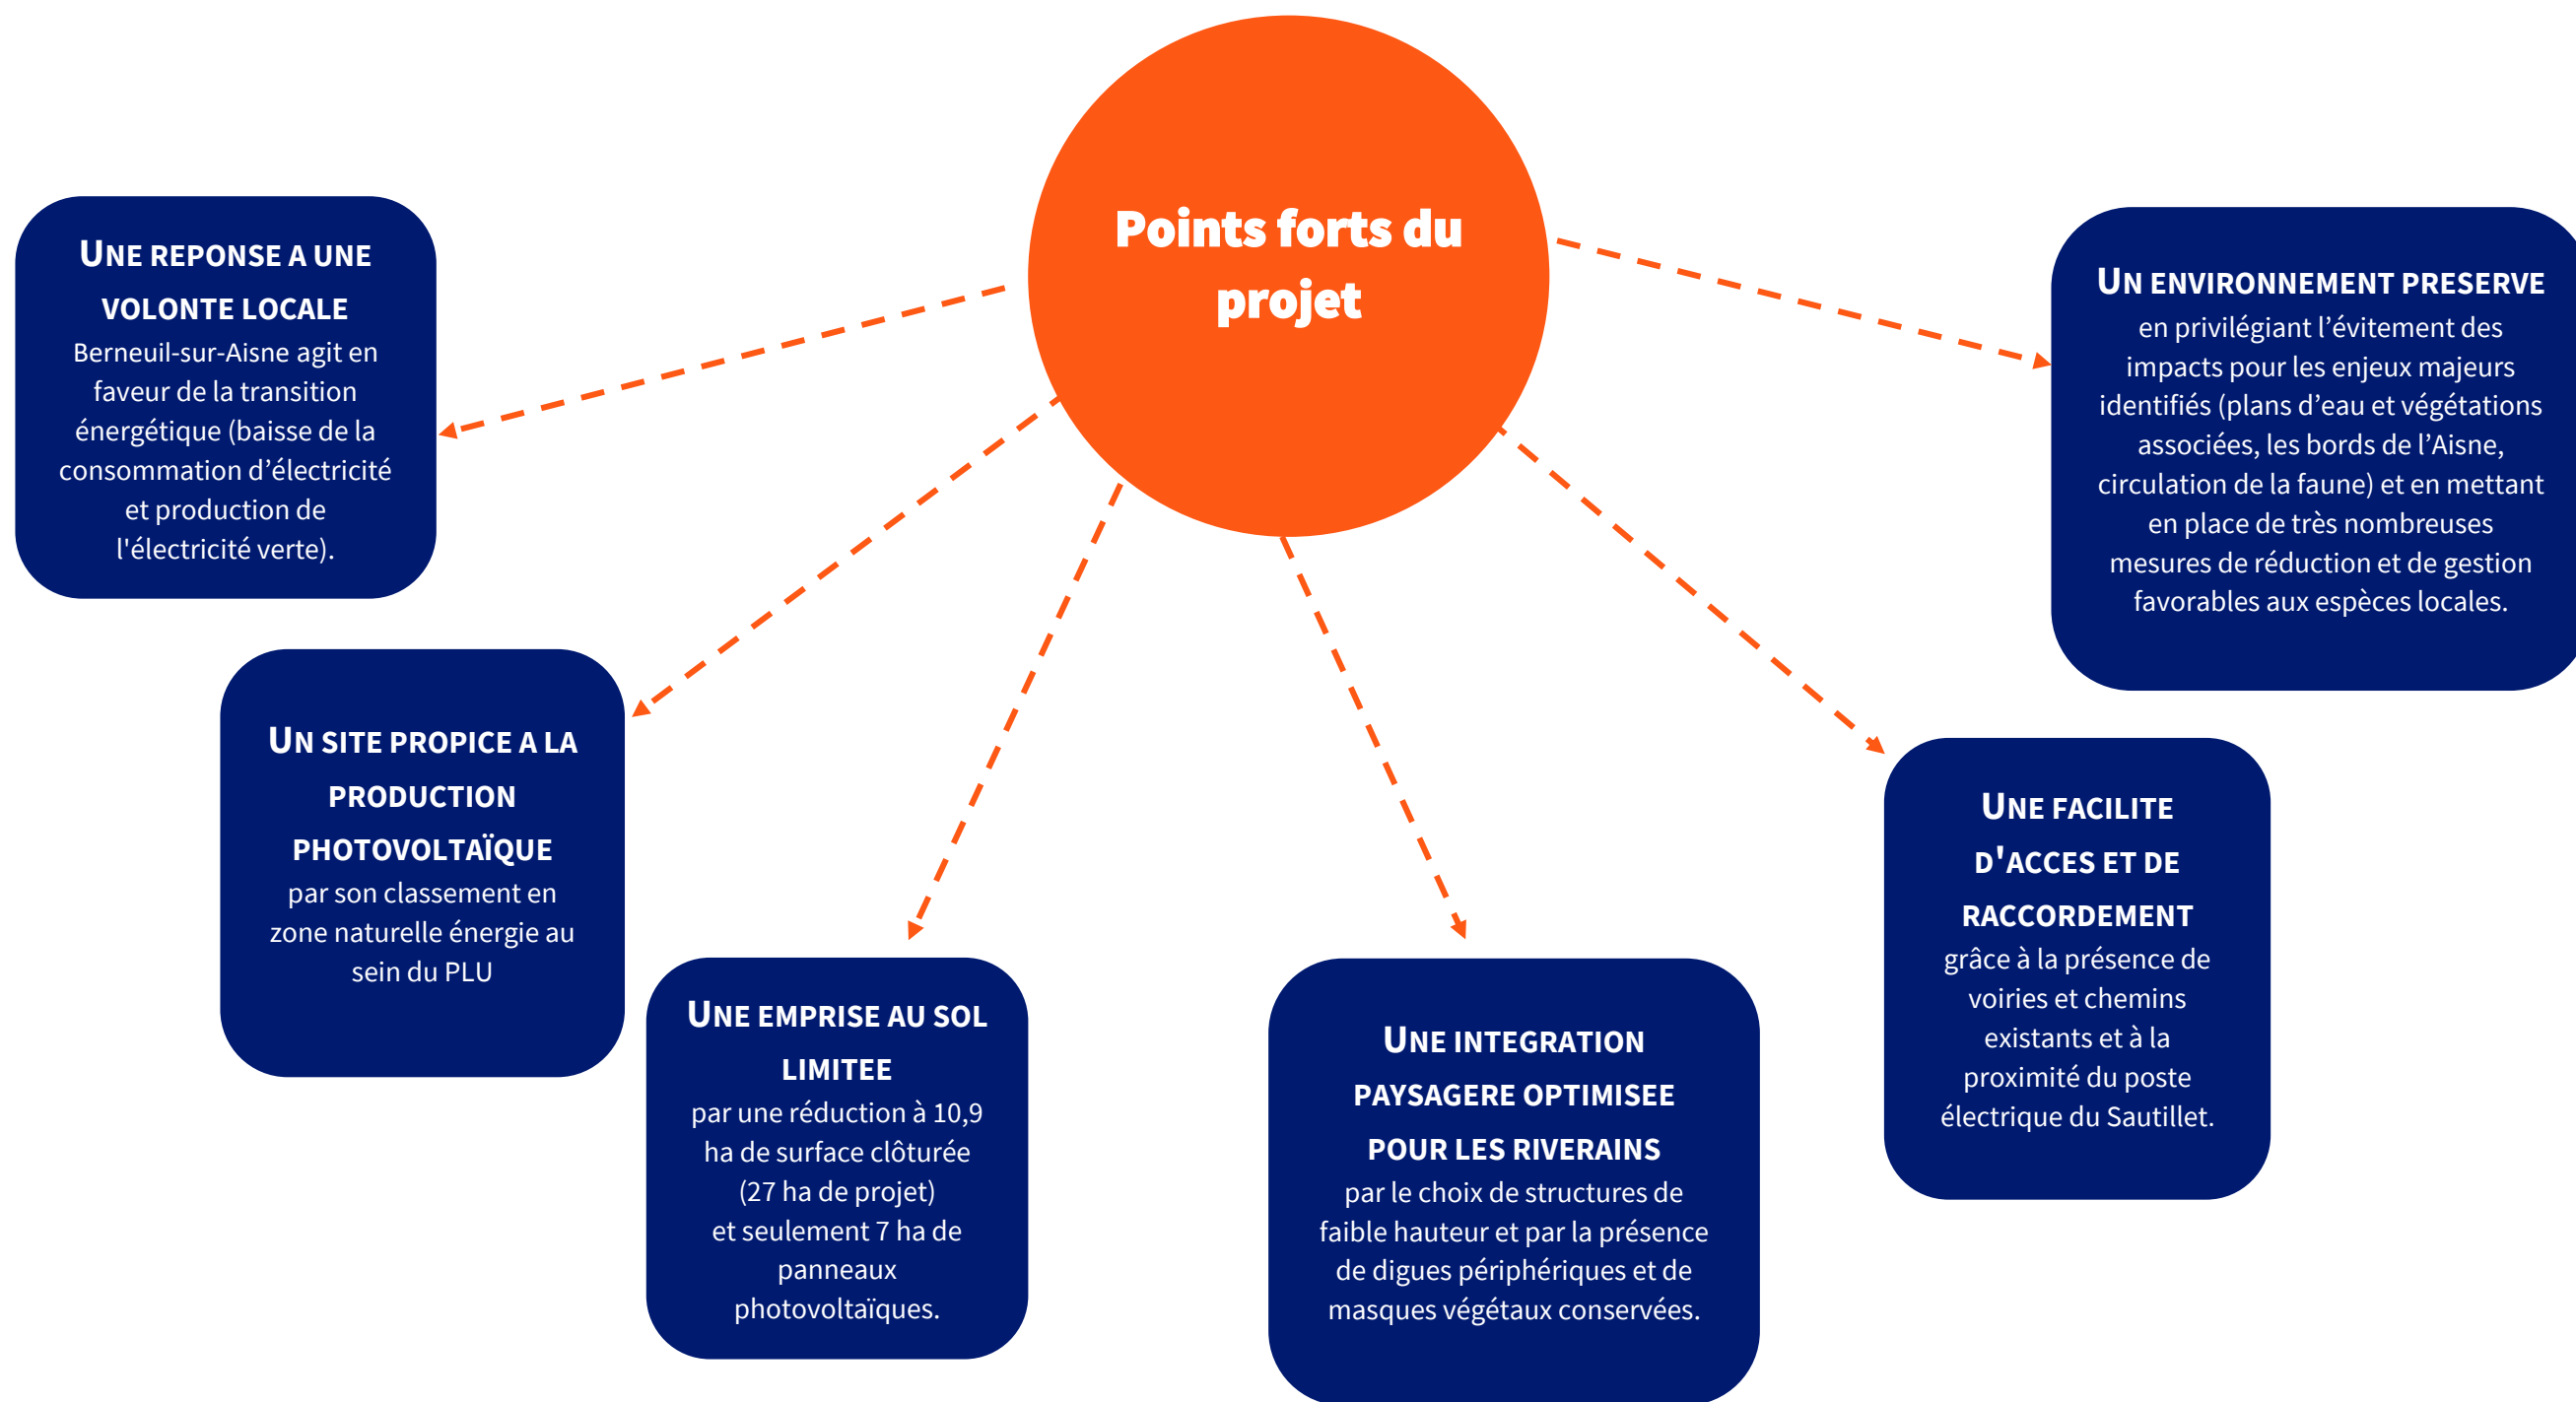 Points forts du
projet
UNE REPONSE A UNE
VOLONTE LOCALE
Berneuil-sur-Aisne agit en
faveur de la transition
énergétique (baisse de la
consommation d’électricité
et production de
l'électricité verte).
UN SITE PROPICE A LA
PRODUCTION
PHOTOVOLTAÏQUE
par son classement en
zone naturelle énergie au
sein du PLU
UNE EMPRISE AU SOL
LIMITEE
par une réduction à 10,9
ha de surface clôturée
(27 ha de projet)
et seulement 7 ha de
panneaux
photovoltaïques.
UNE INTEGRATION
PAYSAGERE OPTIMISEE
POUR LES RIVERAINS
par le choix de structures de
faible hauteur et par la présence
de digues périphériques et de
masques végétaux conservées.
UNE FACILITE
D'ACCES ET DE
RACCORDEMENT
grâce à la présence de
voiries et chemins
existants et à la
proximité du poste
électrique du Sautillet.
UN ENVIRONNEMENT PRESERVE
en privilégiant l’évitement des
impacts pour les enjeux majeurs
identifiés (plans d’eau et végétations
associées, les bords de l’Aisne,
circulation de la faune) et en mettant
en place de très nombreuses
mesures de réduction et de gestion
favorables aux espèces locales.